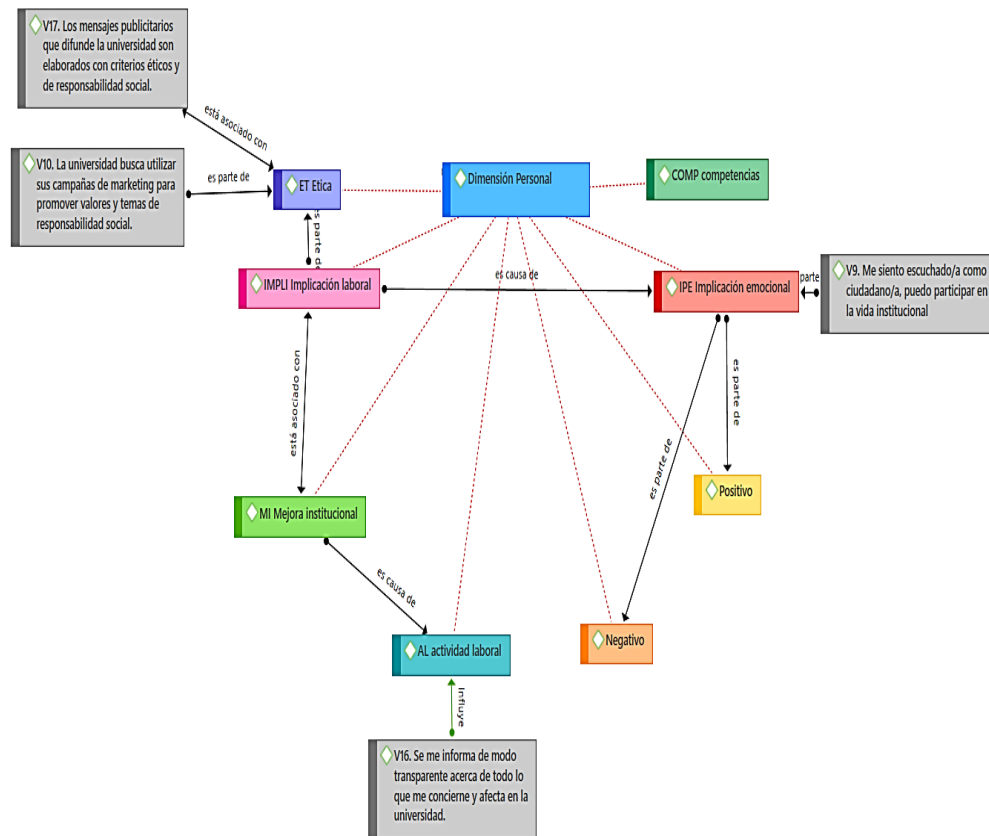 V17. Los mensajes publicitarios
que difunde la universidad son
elaborados con criterios éticos y
de responsabilidad social.
está asociado con
V10. La universidad busca utilizar
sus campañas de marketing para
promover valores y temas de
responsabilidad social.
es parte de
ET Etica
Dimensión Personal
COMP competencias
es parte de
IMPLI Implicación laboral
es causa de
IPE Implicación emocional
parte
V9. Me siento escuchado/a como
ciudadano/a, puedo participar en
la vida institucional
está asociado con
es parte de
es parte de
MI Mejora institucional
Positivo
es causa de
AL actividad laboral
Negativo
Influye
V16. Se me informa de modo
transparente acerca de todo lo
que me concierne y afecta en la
universidad.